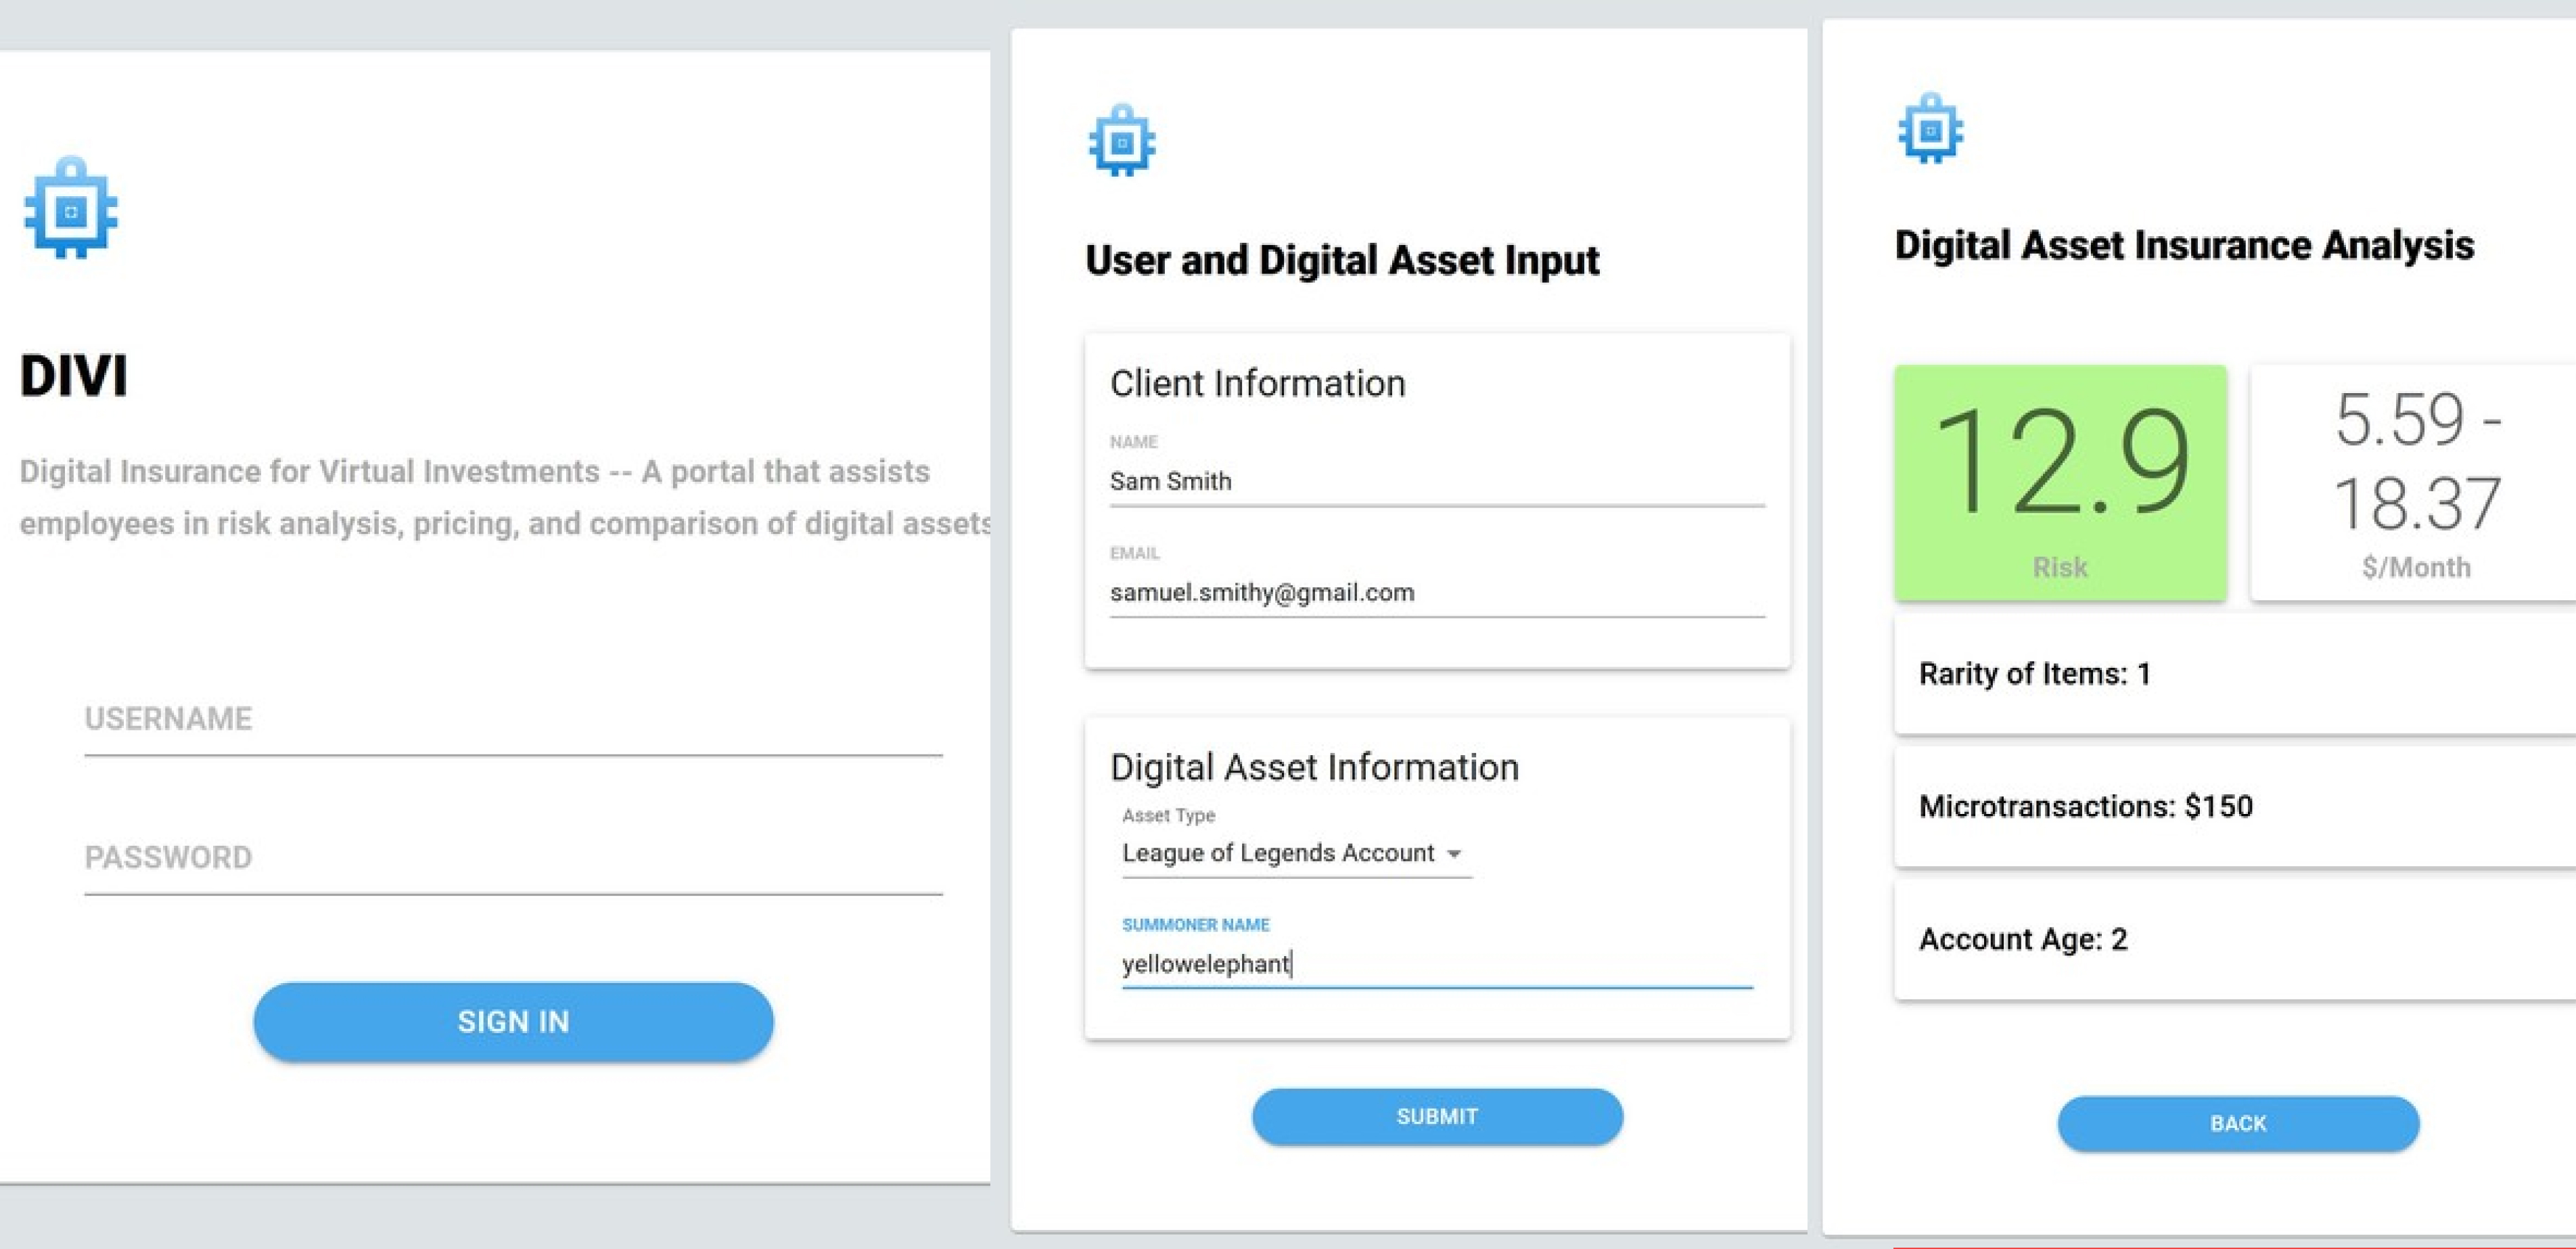 DIVI
Digital Insurance for Virtual Investments -- A portal that assists
employees in risk analysis, pricing, and comparison of digital assets
USERNAME
PASSWORD
SIGN IN
User and Digital Asset Input
Client Information
NAME
Sam Smith
EMAIL
samuel.smithy@gmail.com
Digital Asset Information
Asset Type
League of Legends Account
SUMMONER NAME
yellowelephant
SUBMIT
Digital Asset Insurance Analysis
12.9
Risk
5.59 -
18.37
$/Month
Rarity of Items: 1
Microtransactions: $150
Account Age: 2
BACK